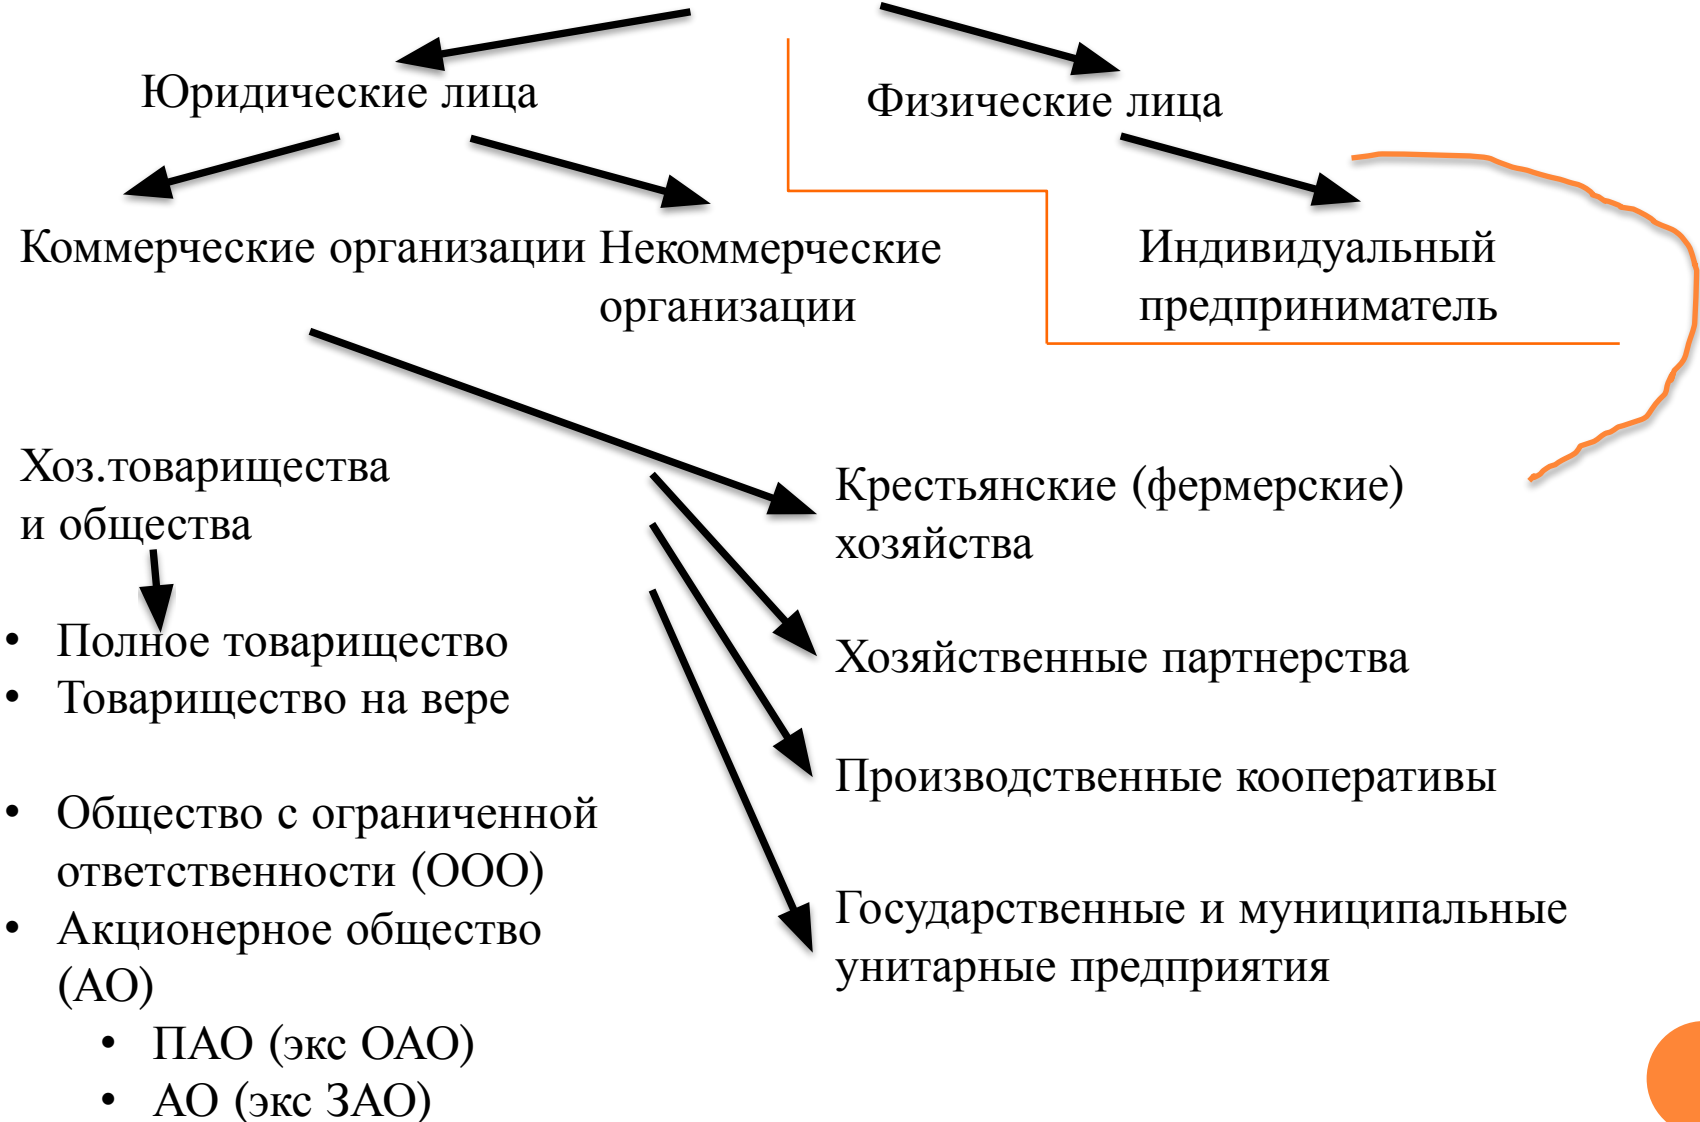 Юридические лица
Физические лица
Коммерческие организации
Некоммерческие
организации
Индивидуальный
предприниматель
Хоз.товарищества
и общества
• Полное товарищество
• Товарищество на вере
• Общество с ограниченной
ответственности (ООО)
• Акционерное общество
(АО)
• ПАО (экс ОАО)
• АО (экс ЗАО)
Крестьянские (фермерские)
хозяйства
Хозяйственные партнерства
Производственные кооперативы
Государственные и муниципальные
унитарные предприятия